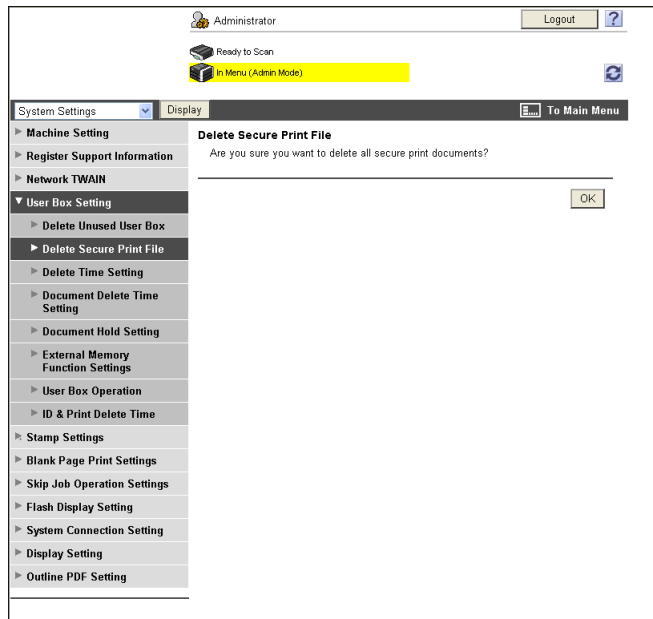 Administrator
Logout
?
Ready to Scan
In Menu (Admin Mode)
System Settings
Display
To Main Menu
Machine Setting
Register Support Information
Network TWAIN
User Box Setting
Delete Unused User Box
Delete Secure Print File
Delete Time Setting
Document Delete Time
Setting
Document Hold Setting
External Memory
Function Settings
User Box Operation
ID & Print Delete Time
Stamp Settings
Blank Page Print Settings
Skip Job Operation Settings
Flash Display Setting
System Connection Setting
Display Setting
Outline PDF Setting
Delete Secure Print File
Are you sure you want to delete all secure print documents?
OK